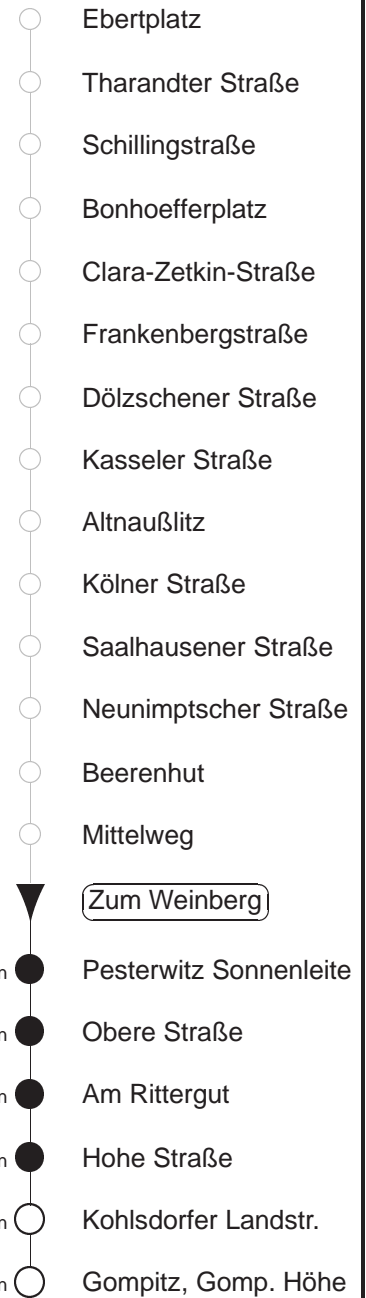 Ebertplatz
Tharandter Straße
Schillingstraße
Bonhoefferplatz
Clara-Zetkin-Straße
Frankenbergstraße
Dölzschener Straße
Kasseler Straße
Altnaußlitz
Kölner Straße
Saalhausener Straße
Neunimptscher Straße
Beerenhut
Mittelweg
Zum Weinberg
Pesterwitz Sonnenleite
Obere Straße
Am Rittergut
Hohe Straße
Kohlsdorfer Landstr.
Gompitz, Gomp. Höhe